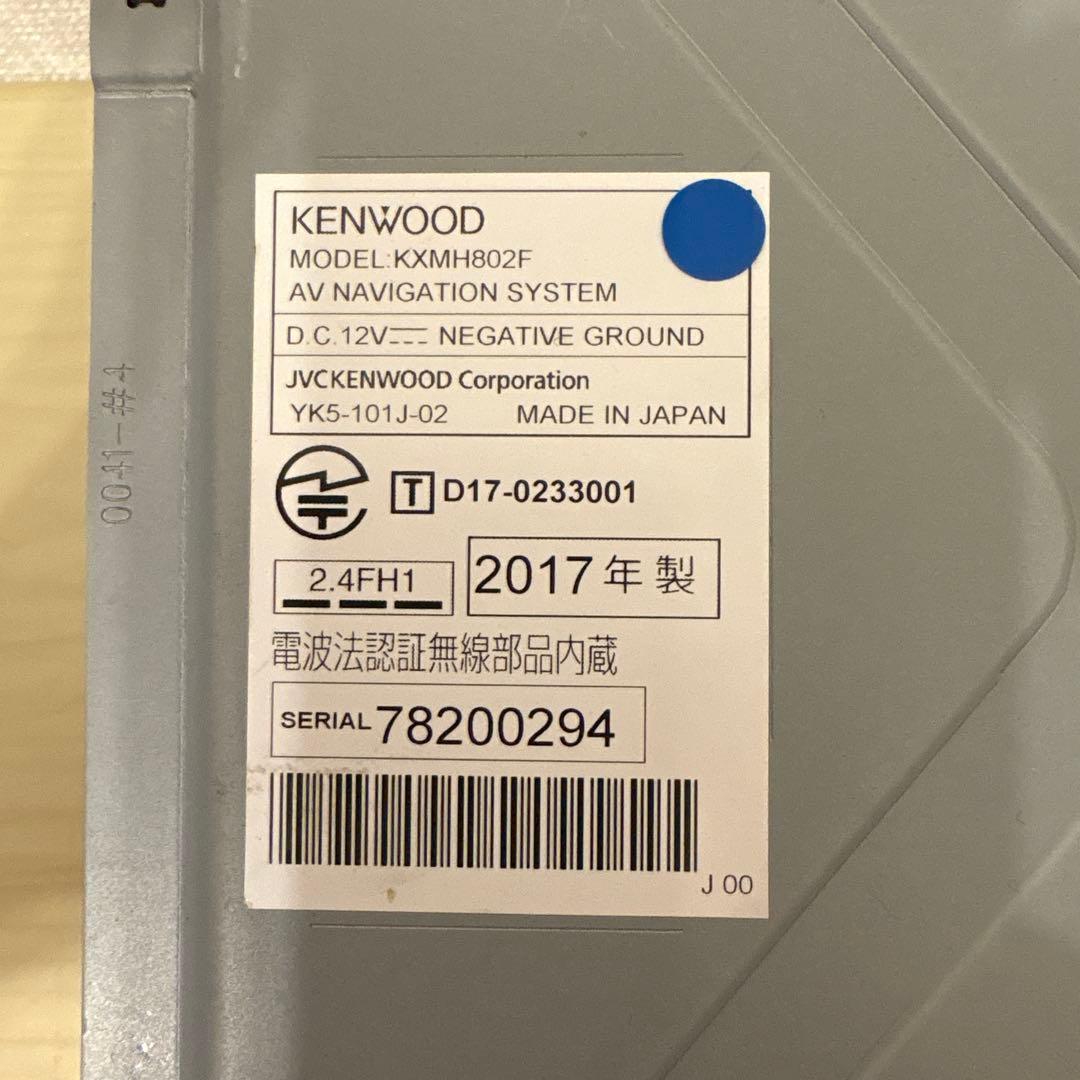 KENWOOD
MODEL:KXMH802F
AV NAVIGATION SYSTEM
D.C.12V⎓ NEGATIVE GROUND
JVCKENWOOD Corporation
YK5-101J-02 MADE IN JAPAN
T D17-0233001
2.4FH1
2017年製
電波法認証無線部品内蔵
SERIAL 78200294
J 00
0041-#4